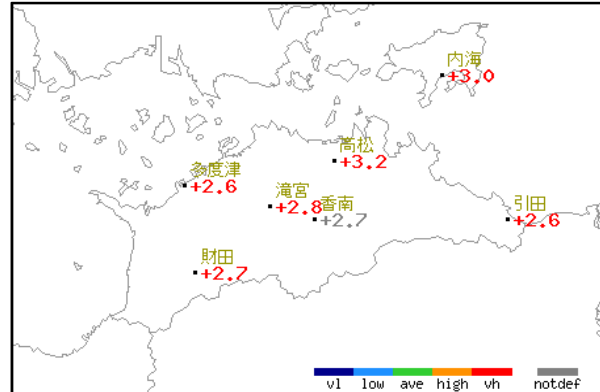 内海
+3.0
高松
+3.2
多度津
+2.6
滝宮
+2.8
香南
+2.7
引田
+2.6
財田
+2.7
vl low ave high vh notdef